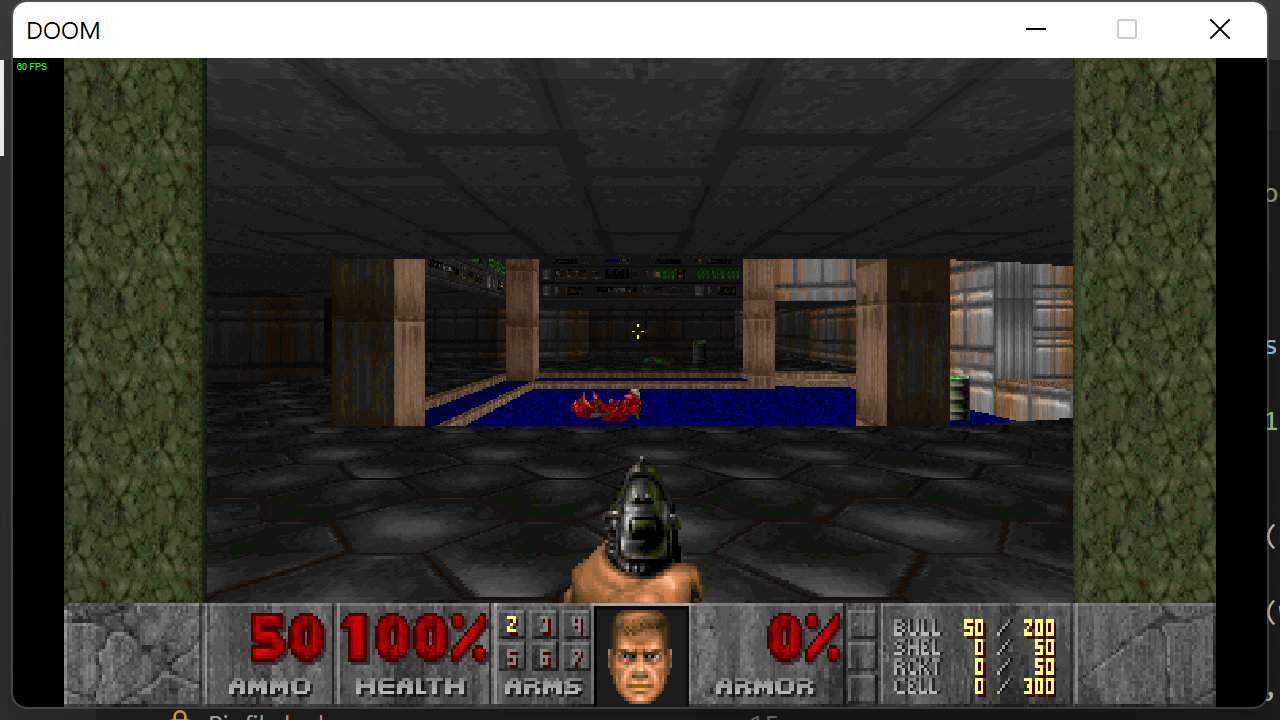 DOOM
60 FPS
50 100% 2 3 4 0% BULL 50 / 200
SHEL 0 / 50
5 6 7 RCKT 0 / 50
AMMO HEALTH ARMS ARMOR CELL 0 / 300